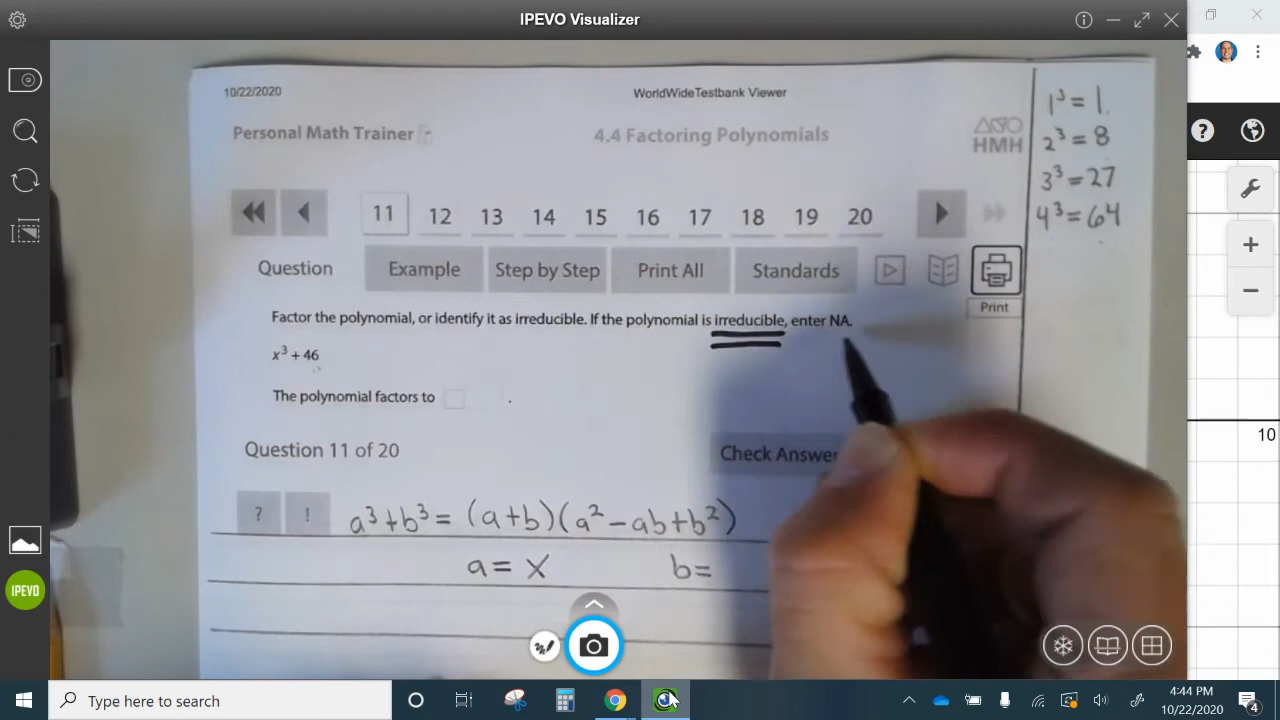 IPEVO Visualizer
10/22/2020
WorldWideTestbank Viewer
Personal Math Trainer
4.4 Factoring Polynomials
HMH
11 12 13 14 15 16 17 18 19 20
Question Example Step by Step Print All Standards
Print
Factor the polynomial, or identify it as irreducible. If the polynomial is irreducible, enter NA.
x³ + 46
The polynomial factors to .
Question 11 of 20
Check Answer
? !
a³+b³= (a+b)(a²-ab+b²)
a= x b=
1³=1
2³=8
3³=27
4³=64
10
IPEVO
Type here to search
4:44 PM
10/22/2020
4